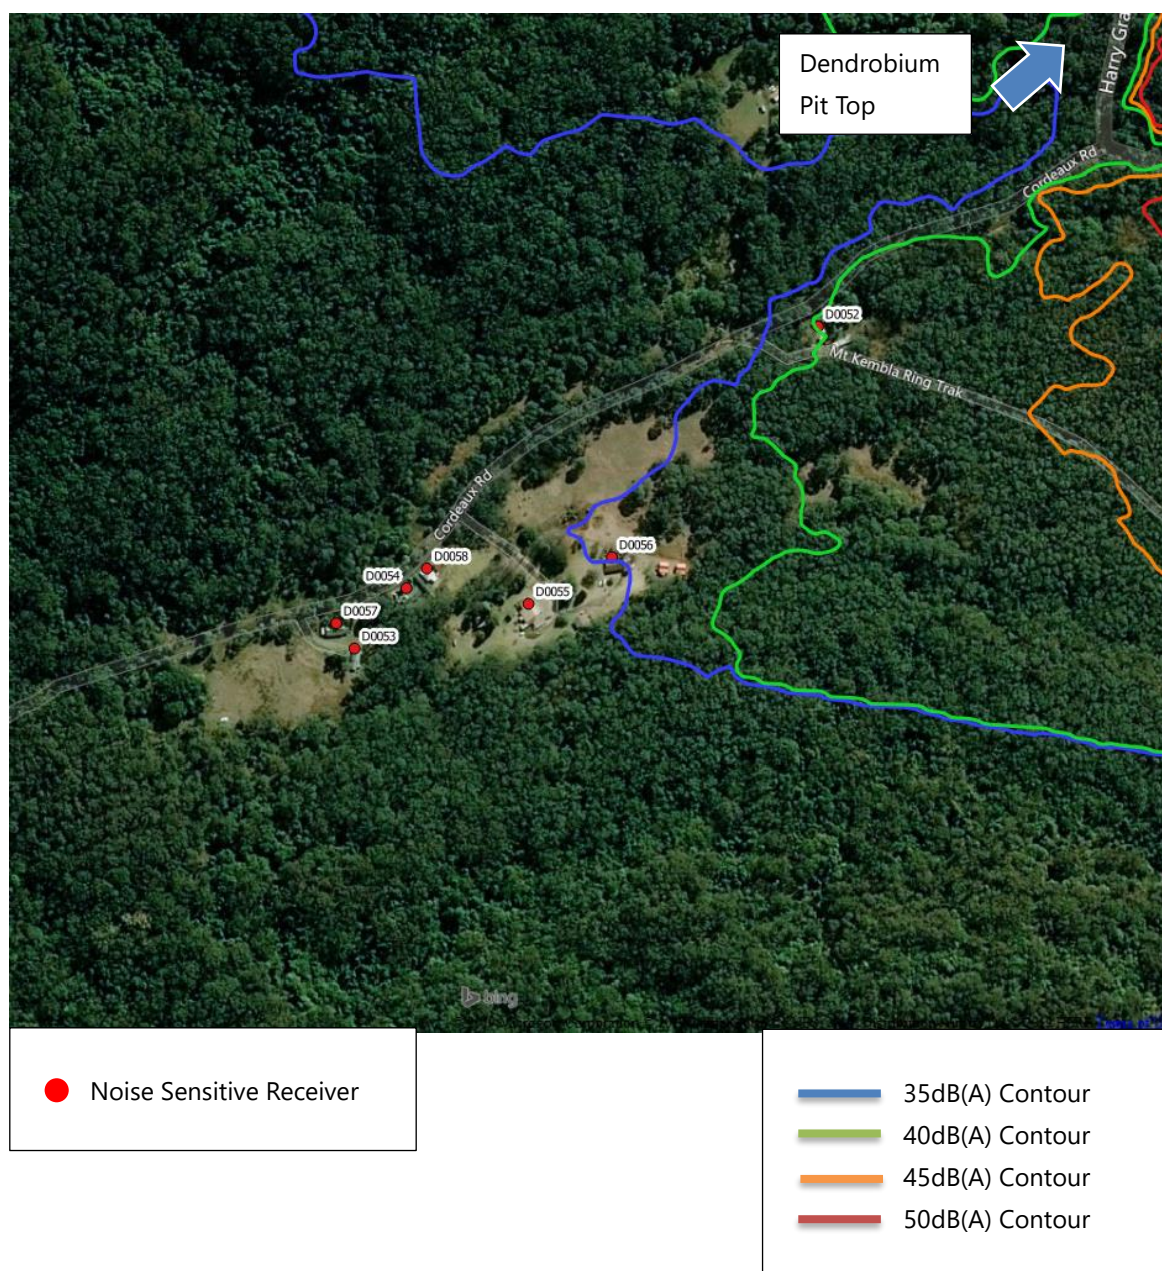 Dendrobium
Pit Top
Harry Gra
Cordeaux Rd
D0052
Mt Kembla Ring Trak
Cordeaux Rd
D0056
D0058
D0054
D0055
D0057
D0053
bing
Noise Sensitive Receiver
35dB(A) Contour
40dB(A) Contour
45dB(A) Contour
50dB(A) Contour